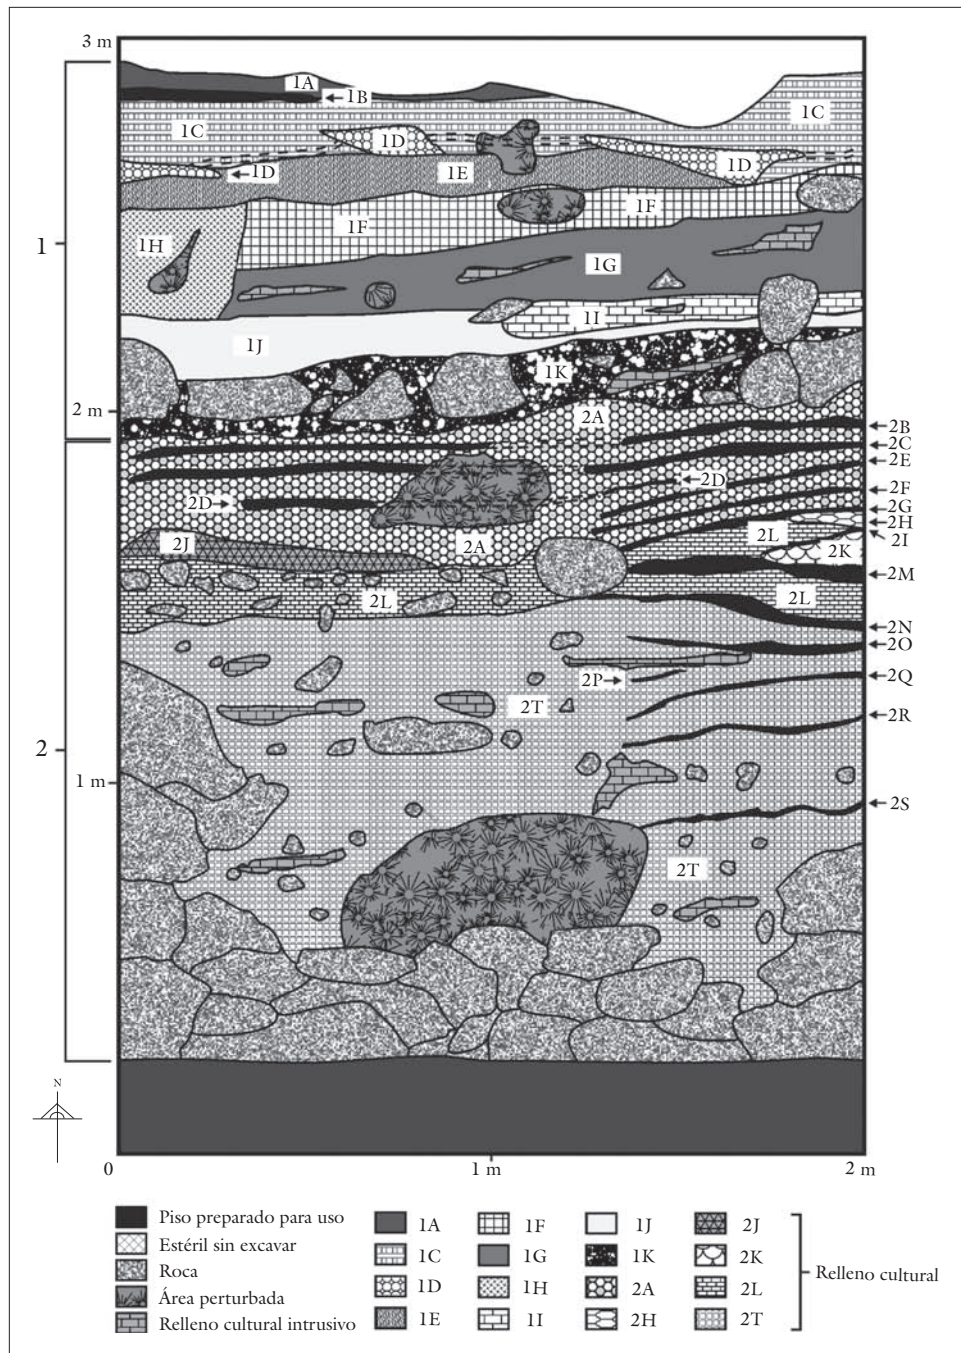 3 m
1A
1B
1C
1C
1D
1D
1D
1E
1F
1F
1H
1G
1I
1J
1K
1
2 m
2A
2B
2C
2E
2D
2D
2F
2G
2H
2I
2J
2A
2L
2K
2M
2L
2L
2N
2O
2P
2Q
2T
2R
2
1 m
2S
2T
N
0
1 m
2 m
Piso preparado para uso
Estéril sin excavar
Roca
Área perturbada
Relleno cultural intrusivo
1A
1C
1D
1E
1F
1G
1H
1I
1J
1K
2A
2H
2J
2K
2L
2T
Relleno cultural